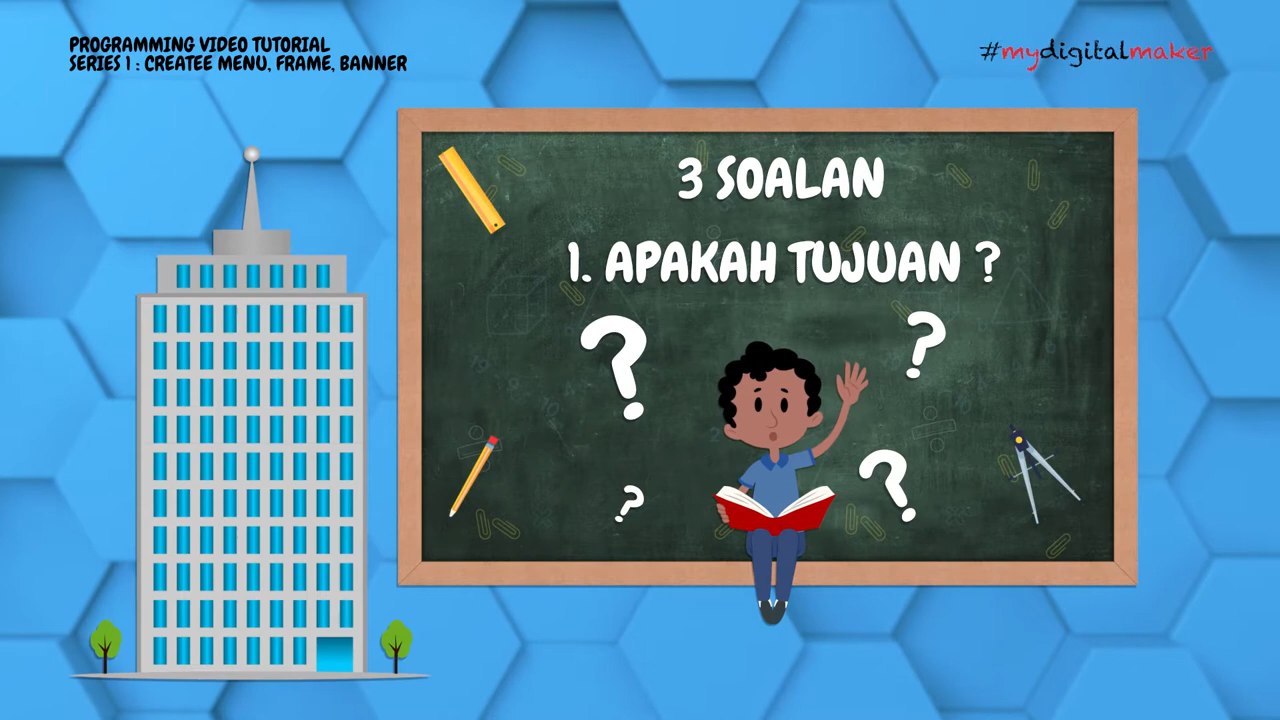 PROGRAMMING VIDEO TUTORIAL
SERIES 1 : CREATEE MENU, FRAME, BANNER
#mydigitalmaker
3 SOALAN
1. APAKAH TUJUAN ?
?
?
?
?